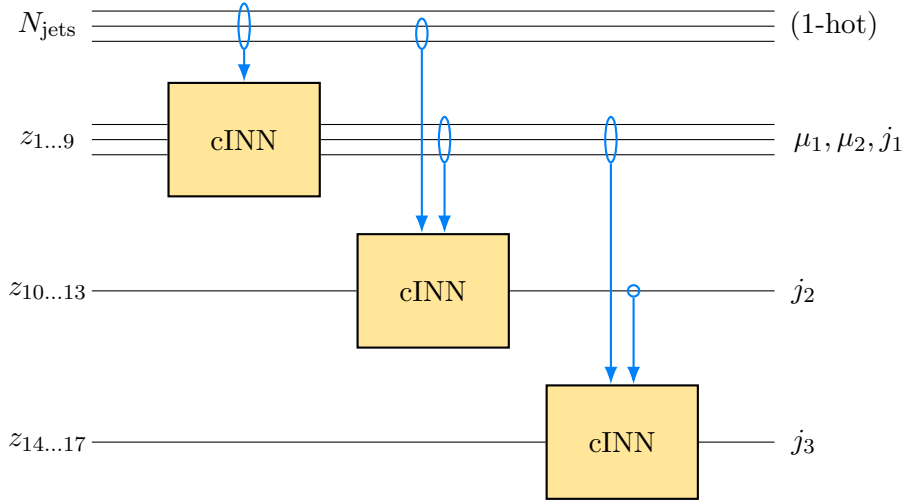 N_jets (1-hot)
cINN
z_1...9 μ_1, μ_2, j_1
cINN
z_10...13 j_2
cINN
z_14...17 j_3